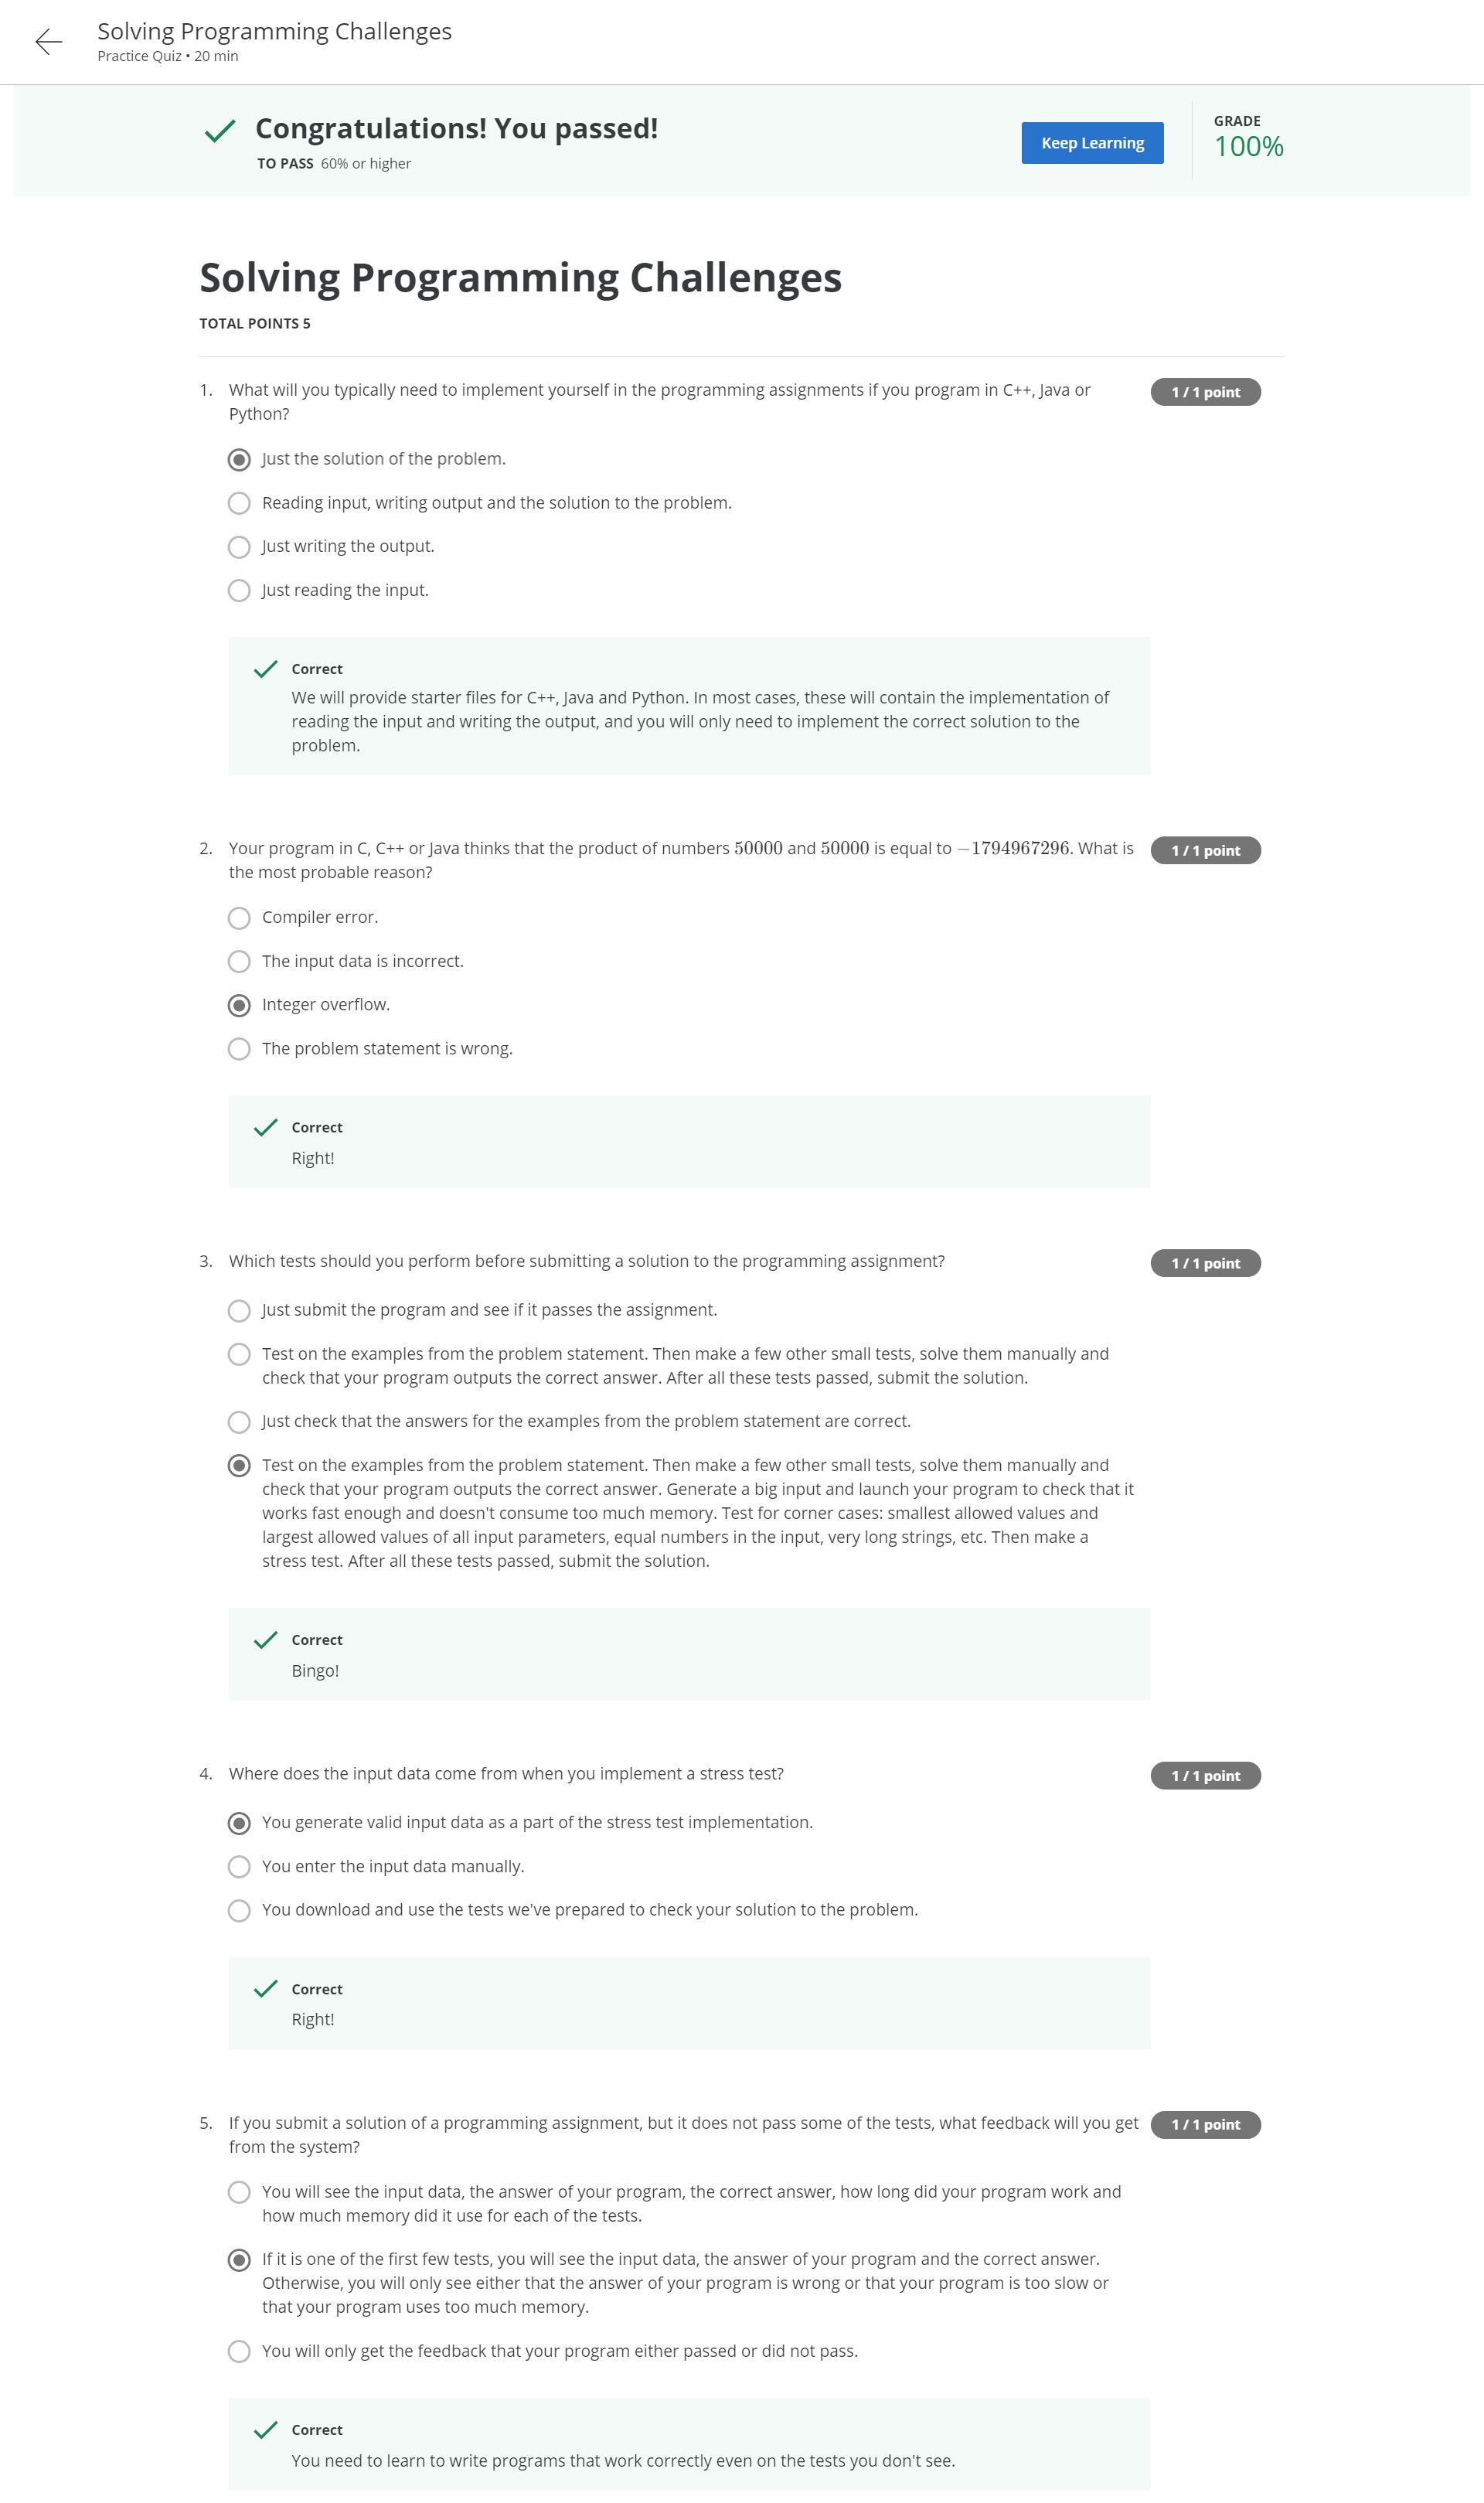 Solving Programming Challenges
Practice Quiz • 20 min
Congratulations! You passed!
TO PASS 60% or higher
Keep Learning
GRADE
100%
Solving Programming Challenges
TOTAL POINTS 5
1. What will you typically need to implement yourself in the programming assignments if you program in C++, Java or
Python?
1 / 1 point
Just the solution of the problem.
Reading input, writing output and the solution to the problem.
Just writing the output.
Just reading the input.
Correct
We will provide starter files for C++, Java and Python. In most cases, these will contain the implementation of
reading the input and writing the output, and you will only need to implement the correct solution to the
problem.
2. Your program in C, C++ or Java thinks that the product of numbers 50000 and 50000 is equal to −1794967296. What is
the most probable reason?
1 / 1 point
Compiler error.
The input data is incorrect.
Integer overflow.
The problem statement is wrong.
Correct
Right!
3. Which tests should you perform before submitting a solution to the programming assignment?
1 / 1 point
Just submit the program and see if it passes the assignment.
Test on the examples from the problem statement. Then make a few other small tests, solve them manually and
check that your program outputs the correct answer. After all these tests passed, submit the solution.
Just check that the answers for the examples from the problem statement are correct.
Test on the examples from the problem statement. Then make a few other small tests, solve them manually and
check that your program outputs the correct answer. Generate a big input and launch your program to check that it
works fast enough and doesn't consume too much memory. Test for corner cases: smallest allowed values and
largest allowed values of all input parameters, equal numbers in the input, very long strings, etc. Then make a
stress test. After all these tests passed, submit the solution.
Correct
Bingo!
4. Where does the input data come from when you implement a stress test?
1 / 1 point
You generate valid input data as a part of the stress test implementation.
You enter the input data manually.
You download and use the tests we've prepared to check your solution to the problem.
Correct
Right!
5. If you submit a solution of a programming assignment, but it does not pass some of the tests, what feedback will you get
from the system?
1 / 1 point
You will see the input data, the answer of your program, the correct answer, how long did your program work and
how much memory did it use for each of the tests.
If it is one of the first few tests, you will see the input data, the answer of your program and the correct answer.
Otherwise, you will only see either that the answer of your program is wrong or that your program is too slow or
that your program uses too much memory.
You will only get the feedback that your program either passed or did not pass.
Correct
You need to learn to write programs that work correctly even on the tests you don't see.